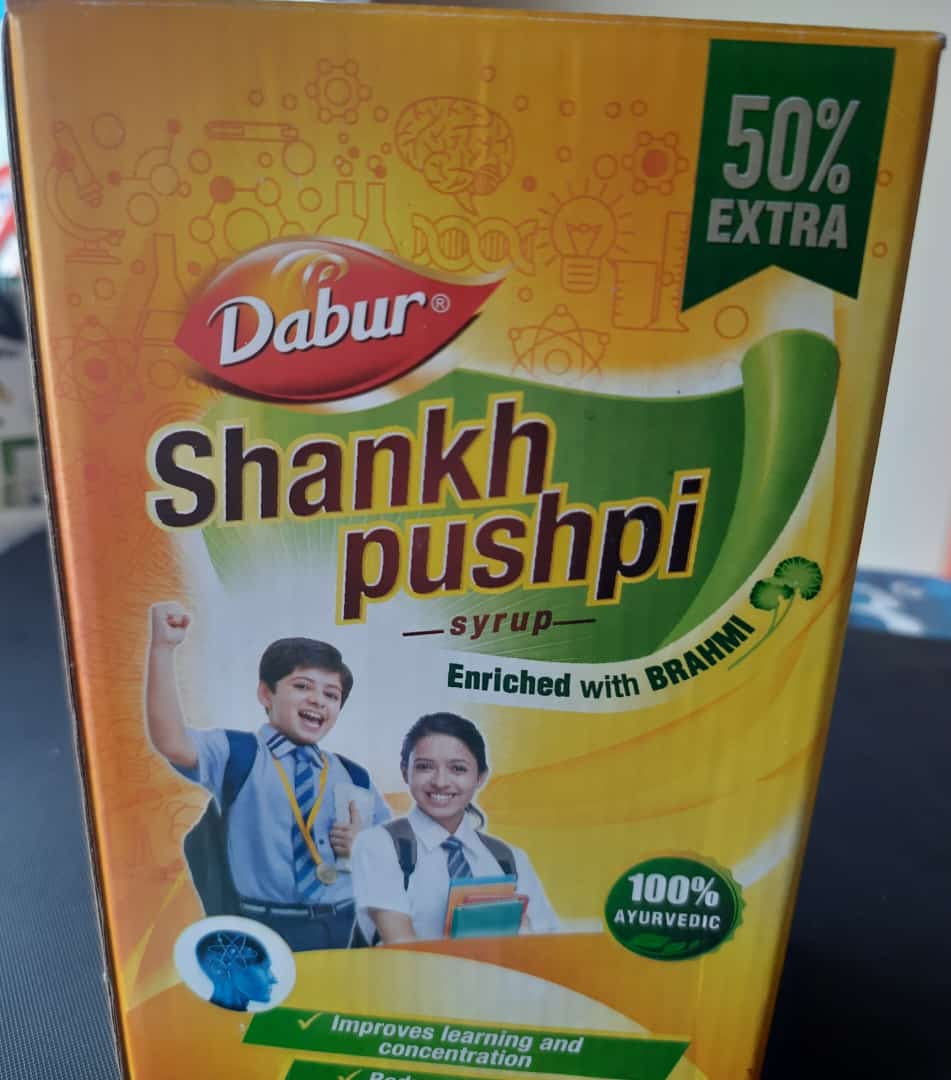 50%
EXTRA
Dabur®
Shankh
pushpi
syrup
Enriched with BRAHMI
100%
AYURVEDIC
✓ Improves learning and
concentration